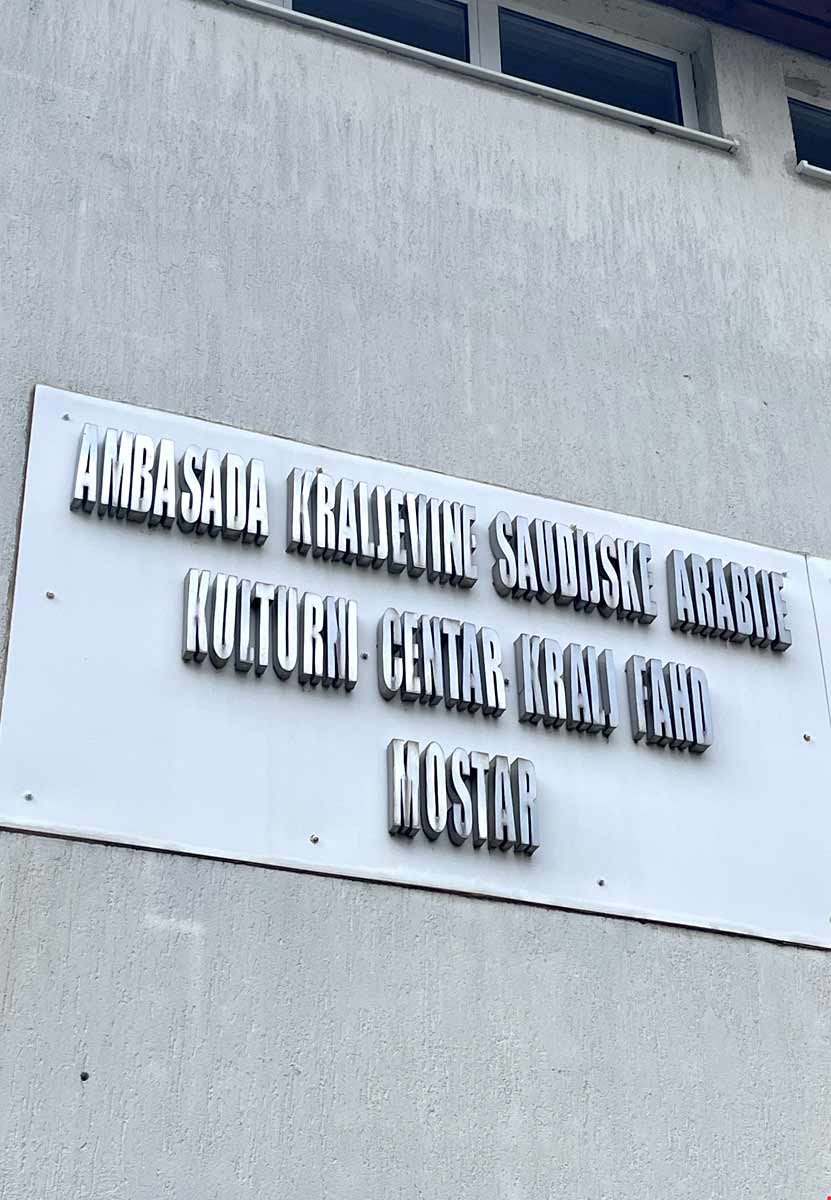 AMBASADA KRALJEVINE SAUDIJSKE ARABIJE
KULTURNI CENTAR KRALJ FAHD
MOSTAR